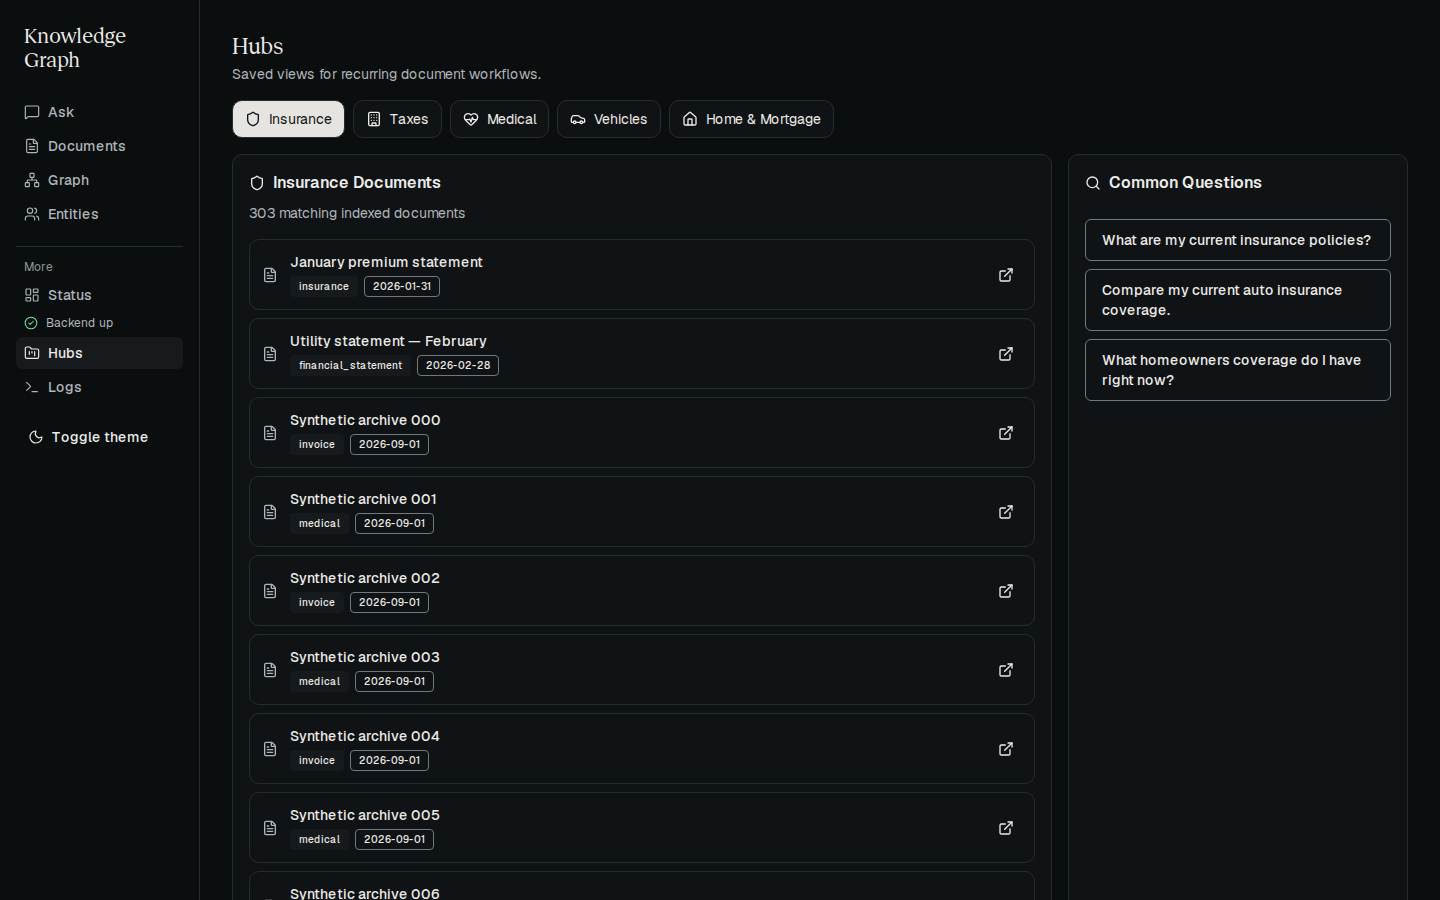 Knowledge
Graph
Ask
Documents
Graph
Entities
More
Status
Backend up
Hubs
Logs
Toggle theme
Hubs
Saved views for recurring document workflows.
Insurance
Taxes
Medical
Vehicles
Home & Mortgage
Insurance Documents
303 matching indexed documents
January premium statement
insurance 2026-01-31
Utility statement — February
financial_statement 2026-02-28
Synthetic archive 000
invoice 2026-09-01
Synthetic archive 001
medical 2026-09-01
Synthetic archive 002
invoice 2026-09-01
Synthetic archive 003
medical 2026-09-01
Synthetic archive 004
invoice 2026-09-01
Synthetic archive 005
medical 2026-09-01
Synthetic archive 006
Common Questions
What are my current insurance policies?
Compare my current auto insurance
coverage.
What homeowners coverage do I have
right now?